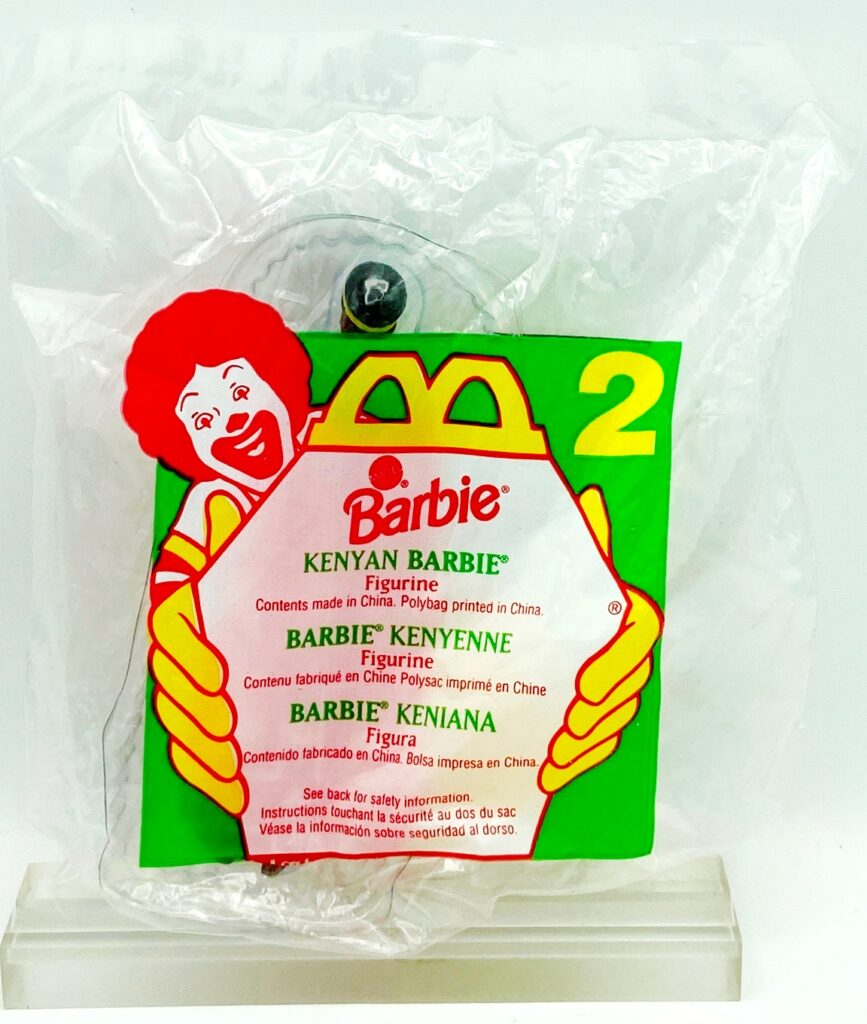 2
MATTEL
Barbie®
KENYAN BARBIE®
Figurine
Contents made in China. Polybag printed in China.
®
BARBIE® KENYENNE
Figurine
Contenu fabriqué en Chine Polysac imprimé en Chine
BARBIE® KENIANA
Figura
Contenido fabricado en China. Bolsa impresa en China.
See back for safety information.
Instructions touchant la sécurité au dos du sac
Véase la información sobre seguridad al dorso.